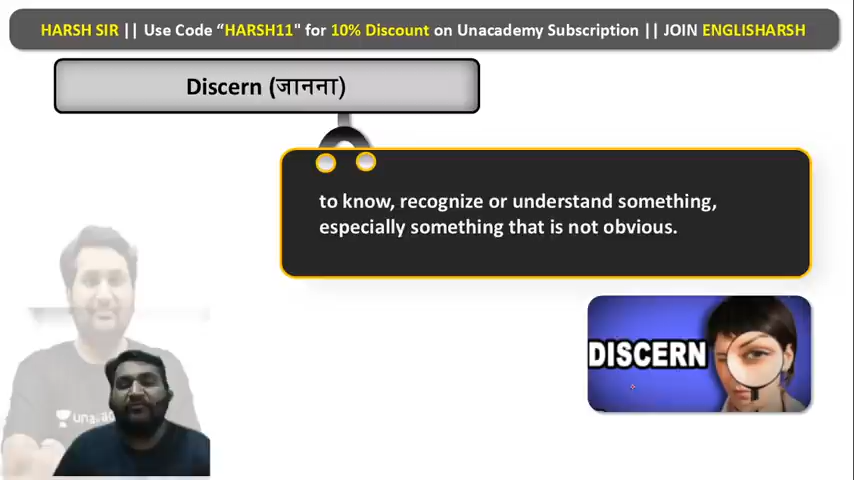 HARSH SIR || Use Code “HARSH11" for 10% Discount on Unacademy Subscription || JOIN ENGLISHARSH
Discern (जानना)
to know, recognize or understand something,
especially something that is not obvious.
DISCERN